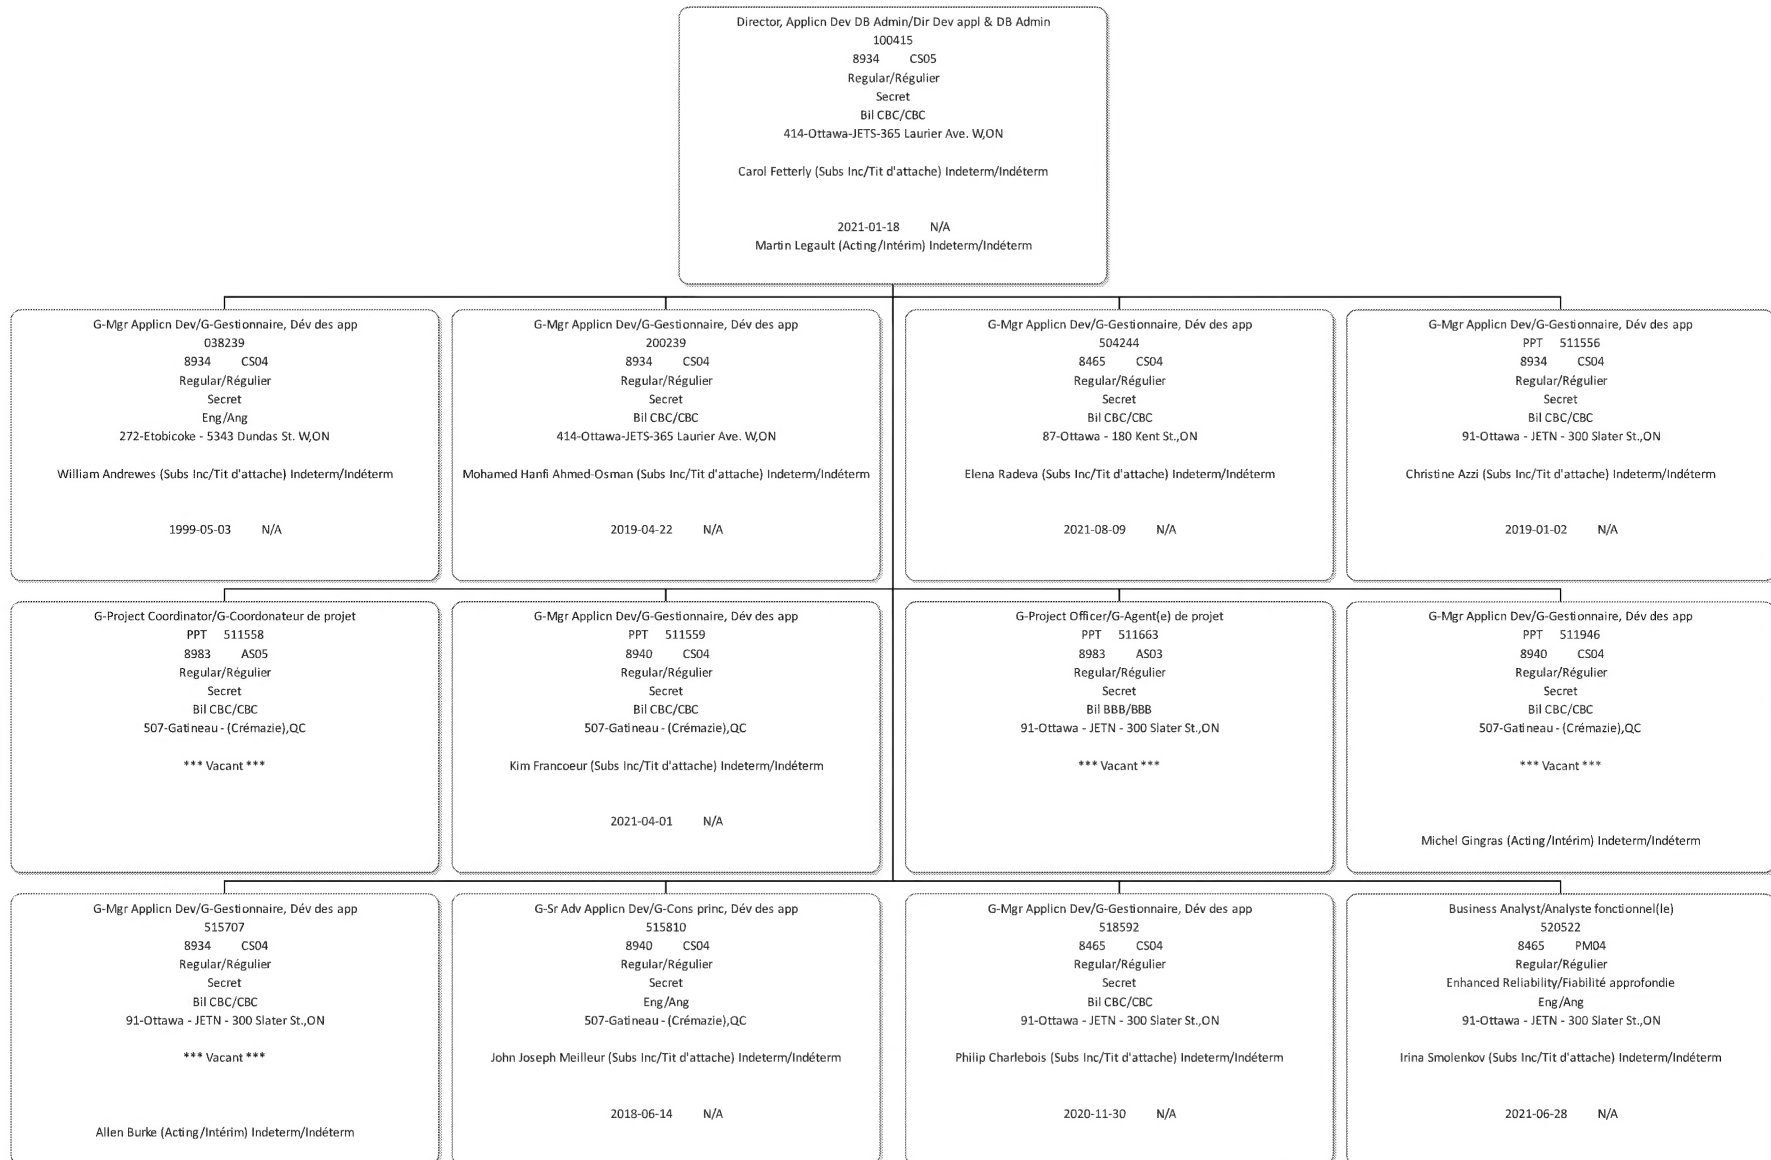 Director, Applicn Dev DB Admin/Dir Dev appl & DB Admin
100415
8934 CS05
Regular/Régulier
Secret
Bil CBC/CBC
414-Ottawa-JETS-365 Laurier Ave. W,ON
Carol Fetterly (Subs Inc/Tit d'attache) Indeterm/Indéterm
2021-01-18 N/A
Martin Legault (Acting/Intérim) Indeterm/Indéterm
G-Mgr Applicn Dev/G-Gestionnaire, Dév des app
038239
8934 CS04
Regular/Régulier
Secret
Eng/Ang
272-Etobicoke - 5343 Dundas St. W,ON
William Andrewes (Subs Inc/Tit d'attache) Indeterm/Indéterm
1999-05-03 N/A
G-Mgr Applicn Dev/G-Gestionnaire, Dév des app
200239
8934 CS04
Regular/Régulier
Secret
Bil CBC/CBC
414-Ottawa-JETS-365 Laurier Ave. W,ON
Mohamed Hanfi Ahmed-Osman (Subs Inc/Tit d'attache) Indeterm/Indéterm
2019-04-22 N/A
G-Mgr Applicn Dev/G-Gestionnaire, Dév des app
504244
8465 CS04
Regular/Régulier
Secret
Bil CBC/CBC
87-Ottawa - 180 Kent St.,ON
Elena Radeva (Subs Inc/Tit d'attache) Indeterm/Indéterm
2021-08-09 N/A
G-Mgr Applicn Dev/G-Gestionnaire, Dév des app
PPT 511556
8934 CS04
Regular/Régulier
Secret
Bil CBC/CBC
91-Ottawa - JETN - 300 Slater St.,ON
Christine Azzi (Subs Inc/Tit d'attache) Indeterm/Indéterm
2019-01-02 N/A
G-Project Coordinator/G-Coordonateur de projet
PPT 511558
8983 AS05
Regular/Régulier
Secret
Bil CBC/CBC
507-Gatineau - (Crémazie),QC
*** Vacant ***
G-Mgr Applicn Dev/G-Gestionnaire, Dév des app
PPT 511559
8940 CS04
Regular/Régulier
Secret
Bil CBC/CBC
507-Gatineau - (Crémazie),QC
Kim Francoeur (Subs Inc/Tit d'attache) Indeterm/Indéterm
2021-04-01 N/A
G-Project Officer/G-Agent(e) de projet
PPT 511663
8983 AS03
Regular/Régulier
Secret
Bil BBB/BBB
91-Ottawa - JETN - 300 Slater St.,ON
*** Vacant ***
G-Mgr Applicn Dev/G-Gestionnaire, Dév des app
PPT 511946
8940 CS04
Regular/Régulier
Secret
Bil CBC/CBC
507-Gatineau - (Crémazie),QC
*** Vacant ***
Michel Gingras (Acting/Intérim) Indeterm/Indéterm
G-Mgr Applicn Dev/G-Gestionnaire, Dév des app
515707
8934 CS04
Regular/Régulier
Secret
Bil CBC/CBC
91-Ottawa - JETN - 300 Slater St.,ON
*** Vacant ***
Allen Burke (Acting/Intérim) Indeterm/Indéterm
G-Sr Adv Applicn Dev/G-Cons princ, Dév des app
515810
8940 CS04
Regular/Régulier
Secret
Eng/Ang
507-Gatineau - (Crémazie),QC
John Joseph Meilleur (Subs Inc/Tit d'attache) Indeterm/Indéterm
2018-06-14 N/A
G-Mgr Applicn Dev/G-Gestionnaire, Dév des app
518592
8465 CS04
Regular/Régulier
Secret
Bil CBC/CBC
91-Ottawa - JETN - 300 Slater St.,ON
Philip Charlebois (Subs Inc/Tit d'attache) Indeterm/Indéterm
2020-11-30 N/A
Business Analyst/Analyste fonctionnel(le)
520522
8465 PM04
Regular/Régulier
Enhanced Reliability/Fiabilité approfondie
Eng/Ang
91-Ottawa - JETN - 300 Slater St.,ON
Irina Smolenkov (Subs Inc/Tit d'attache) Indeterm/Indéterm
2021-06-28 N/A